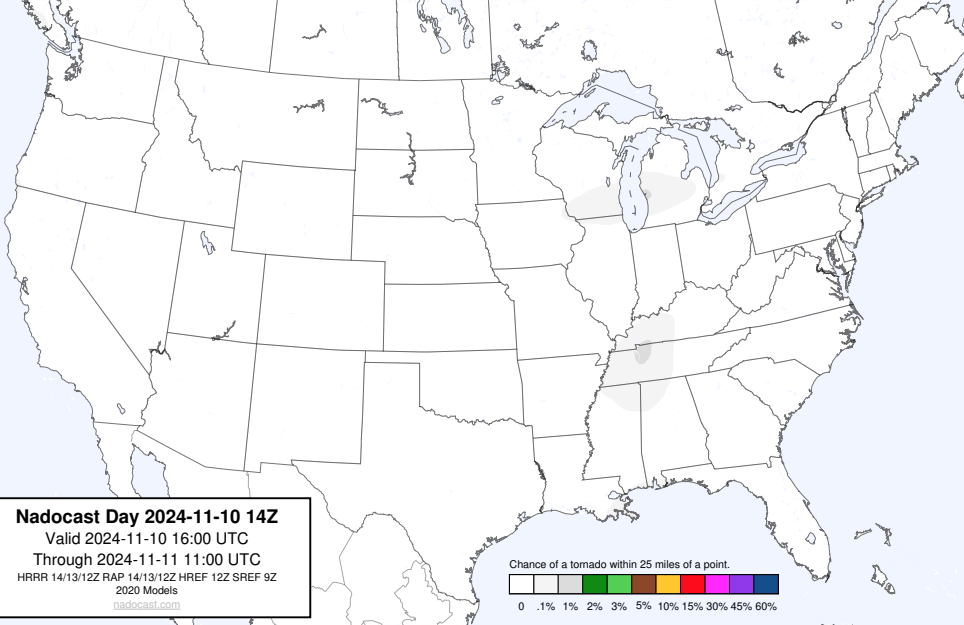 Nadocast Day 2024-11-10 14Z
Valid 2024-11-10 16:00 UTC
Through 2024-11-11 11:00 UTC
HRRR 14/13/12Z RAP 14/13/12Z HREF 12Z SREF 9Z
2020 Models
nadocast.com
Chance of a tornado within 25 miles of a point.
0 .1% 1% 2% 3% 5% 10% 15% 30% 45% 60%